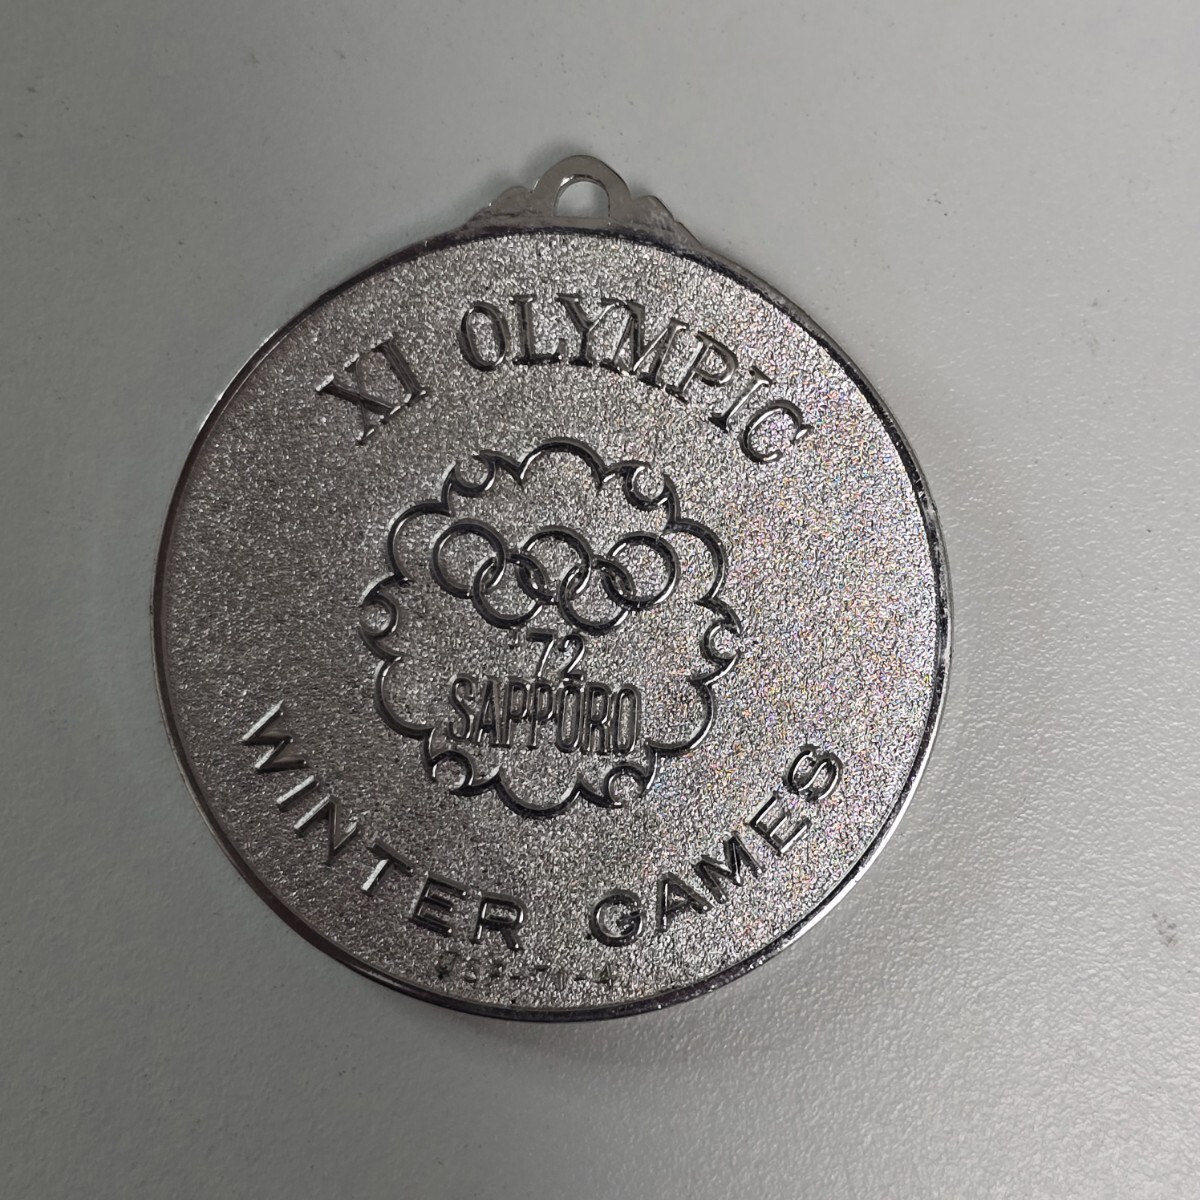 XI OLYMPIC
'72
SAPPORO
WINTER GAMES